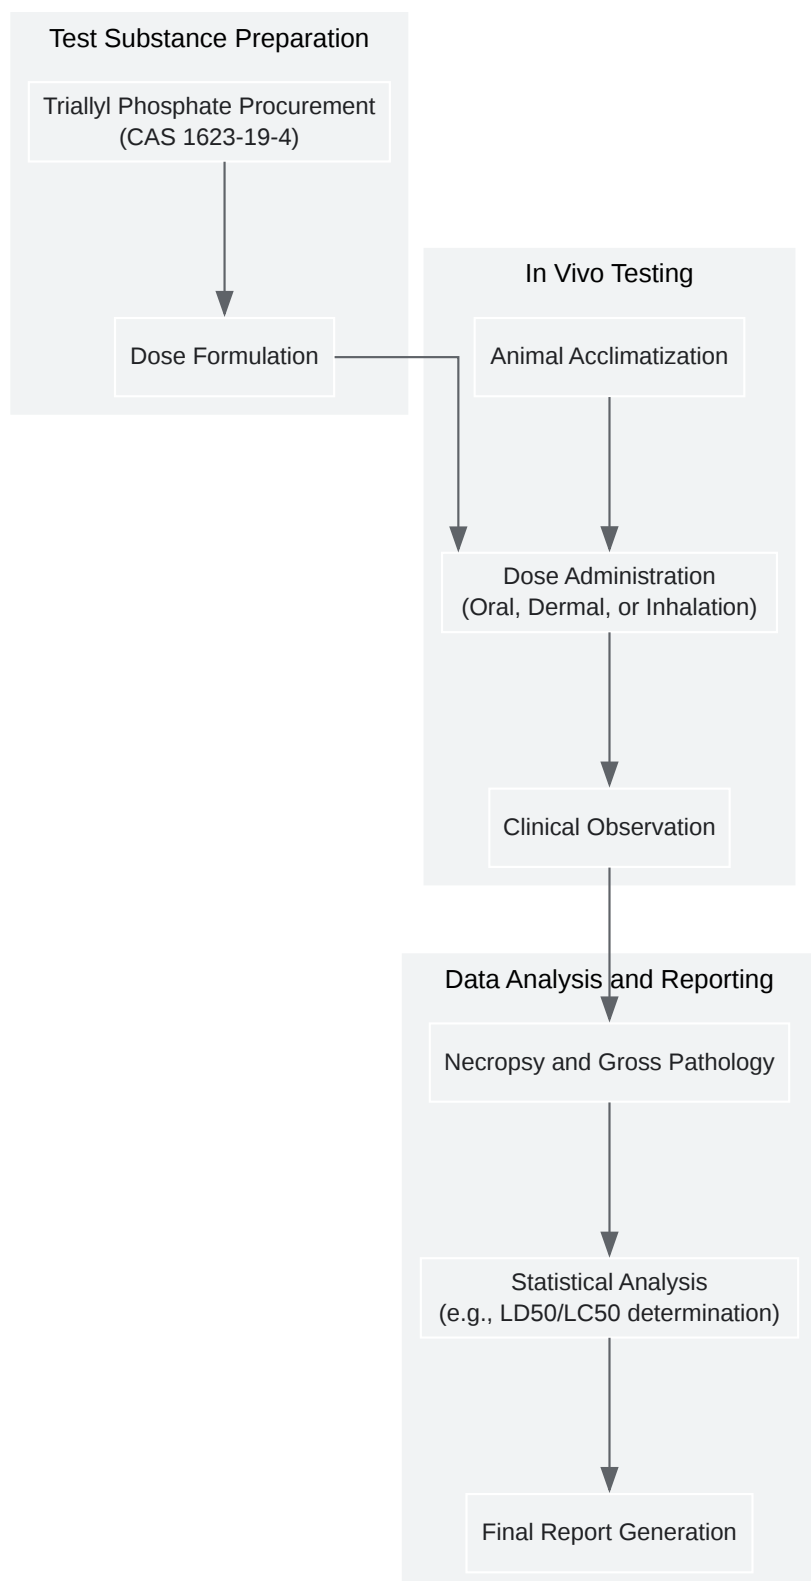 Test Substance Preparation
Triallyl Phosphate Procurement
(CAS 1623-19-4)
Dose Formulation
In Vivo Testing
Animal Acclimatization
Dose Administration
(Oral, Dermal, or Inhalation)
Clinical Observation
Data Analysis and Reporting
Necropsy and Gross Pathology
Statistical Analysis
(e.g., LD50/LC50 determination)
Final Report Generation